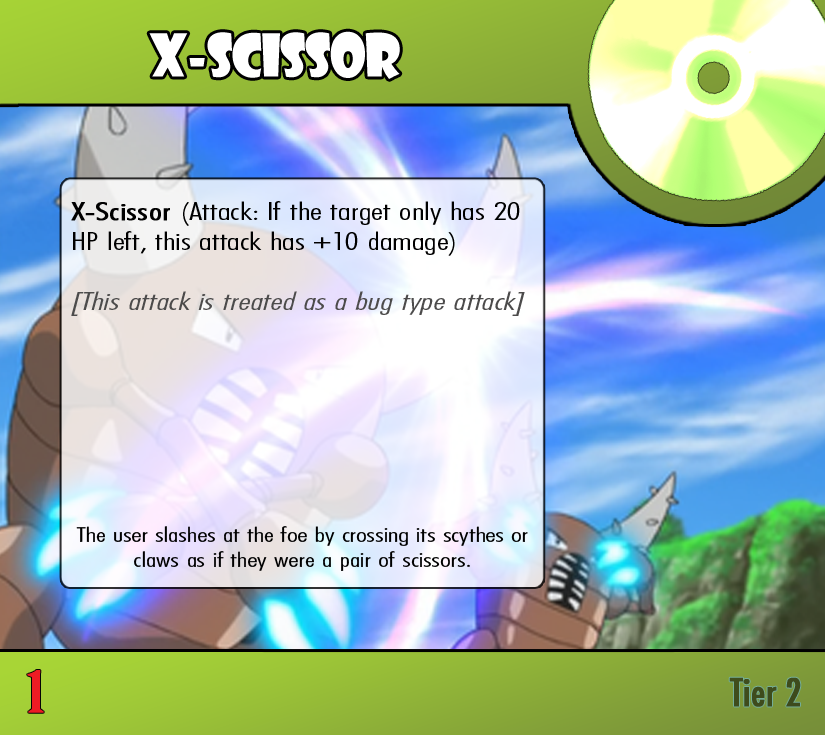 X-SCISSOR
X-Scissor (Attack: If the target only has 20
HP left, this attack has +10 damage)
[This attack is treated as a bug type attack]
The user slashes at the foe by crossing its scythes or
claws as if they were a pair of scissors.
1
Tier 2